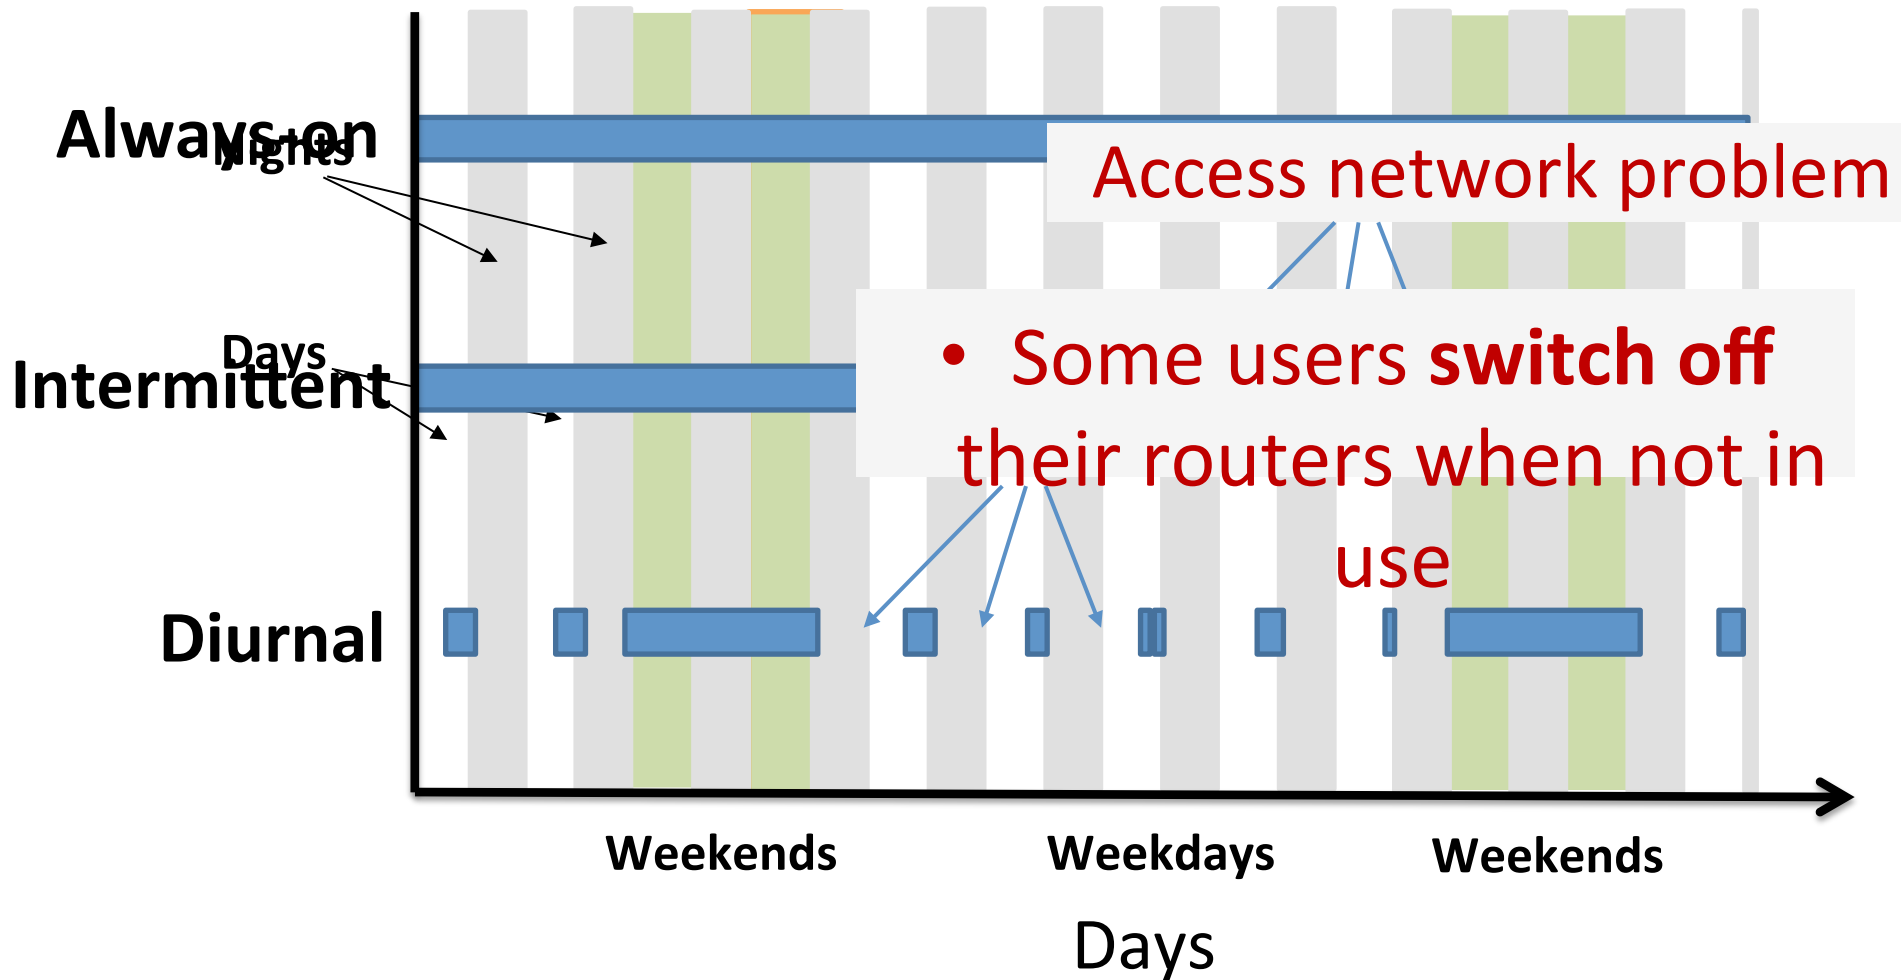 Always-on
Nights
Access network problem
Days
Intermittent
• Some users switch off
their routers when not in
use
Diurnal
Weekends
Weekdays
Weekends
Days